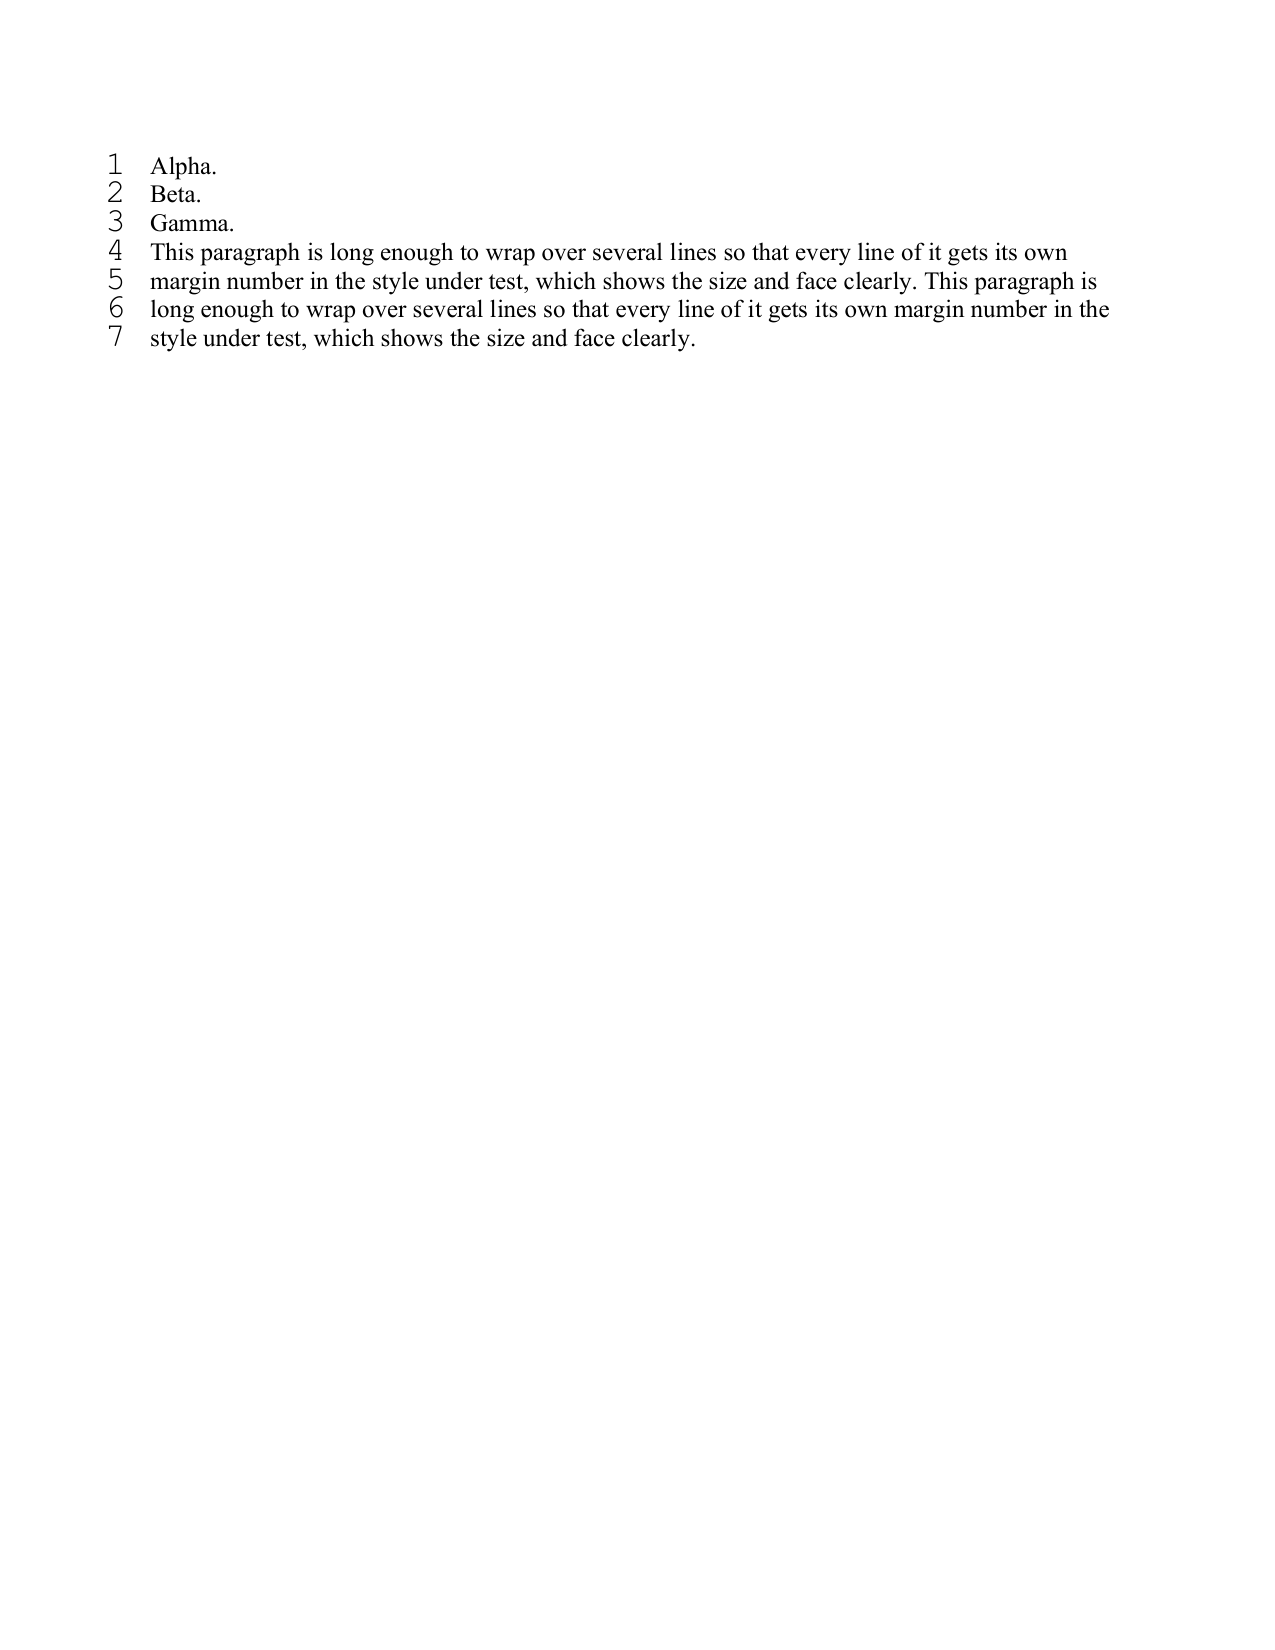 1 Alpha.
2 Beta.
3 Gamma.
4 This paragraph is long enough to wrap over several lines so that every line of it gets its own
5 margin number in the style under test, which shows the size and face clearly. This paragraph is
6 long enough to wrap over several lines so that every line of it gets its own margin number in the
7 style under test, which shows the size and face clearly.